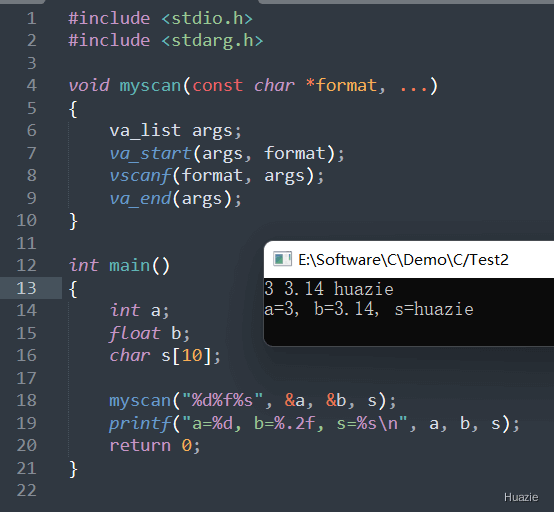 1 #include <stdio.h>
2 #include <stdarg.h>
3
4 void myscan(const char *format, ...)
5 {
6 va_list args;
7 va_start(args, format);
8 vscanf(format, args);
9 va_end(args);
10 }
11
12 int main()
13 {
14 int a;
15 float b;
16 char s[10];
17
18 myscan("%d%f%s", &a, &b, s);
19 printf("a=%d, b=%.2f, s=%s\n", a, b, s);
20 return 0;
21 }
22
E:\Software\C\Demo\C/Test2
3 3.14 huazie
a=3, b=3.14, s=huazie
Huazie